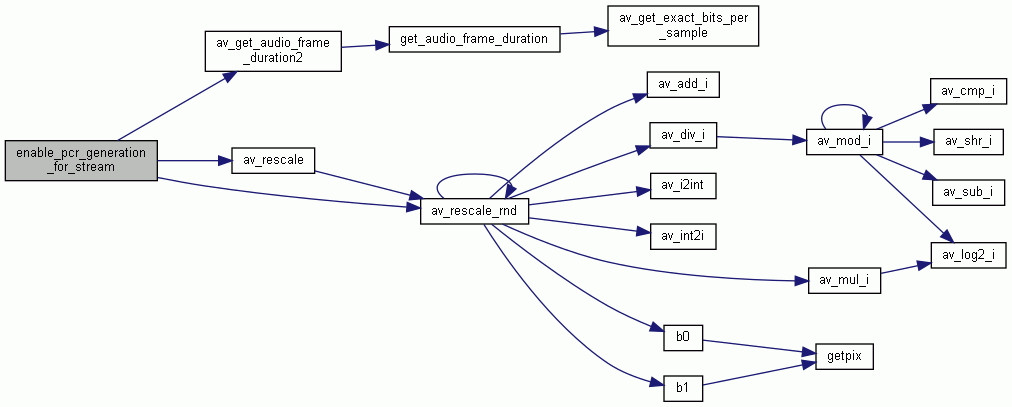 enable_pcr_generation
_for_stream
av_get_audio_frame
_duration2
get_audio_frame_duration
av_get_exact_bits_per
_sample
av_rescale
av_rescale_rnd
av_add_i
av_div_i
av_i2int
av_int2i
av_mod_i
av_cmp_i
av_shr_i
av_sub_i
av_log2_i
av_mul_i
b0
b1
getpix